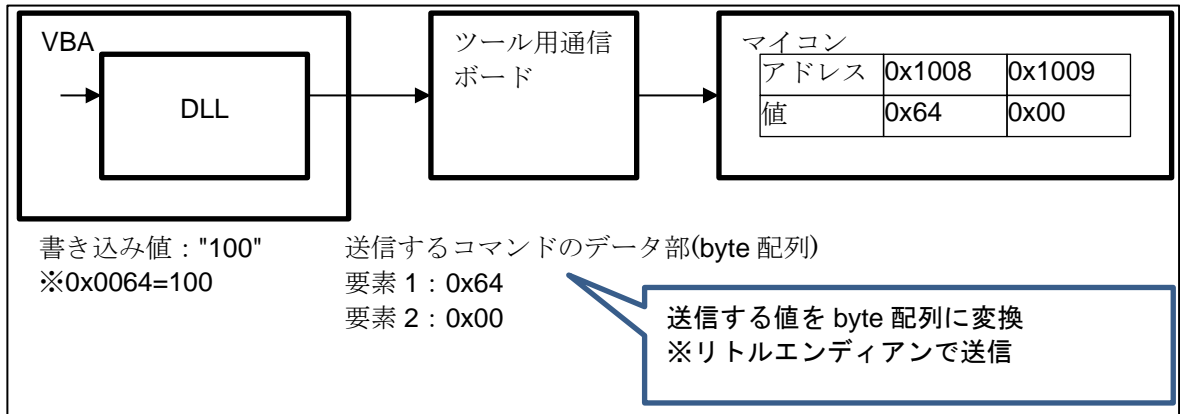 VBA
DLL
ツール用通信
ボード
マイコン
アドレス 0x1008 0x1009
値 0x64 0x00
書き込み値："100"
※0x0064=100
送信するコマンドのデータ部(byte 配列)
要素 1：0x64
要素 2：0x00
送信する値を byte 配列に変換
※リトルエンディアンで送信